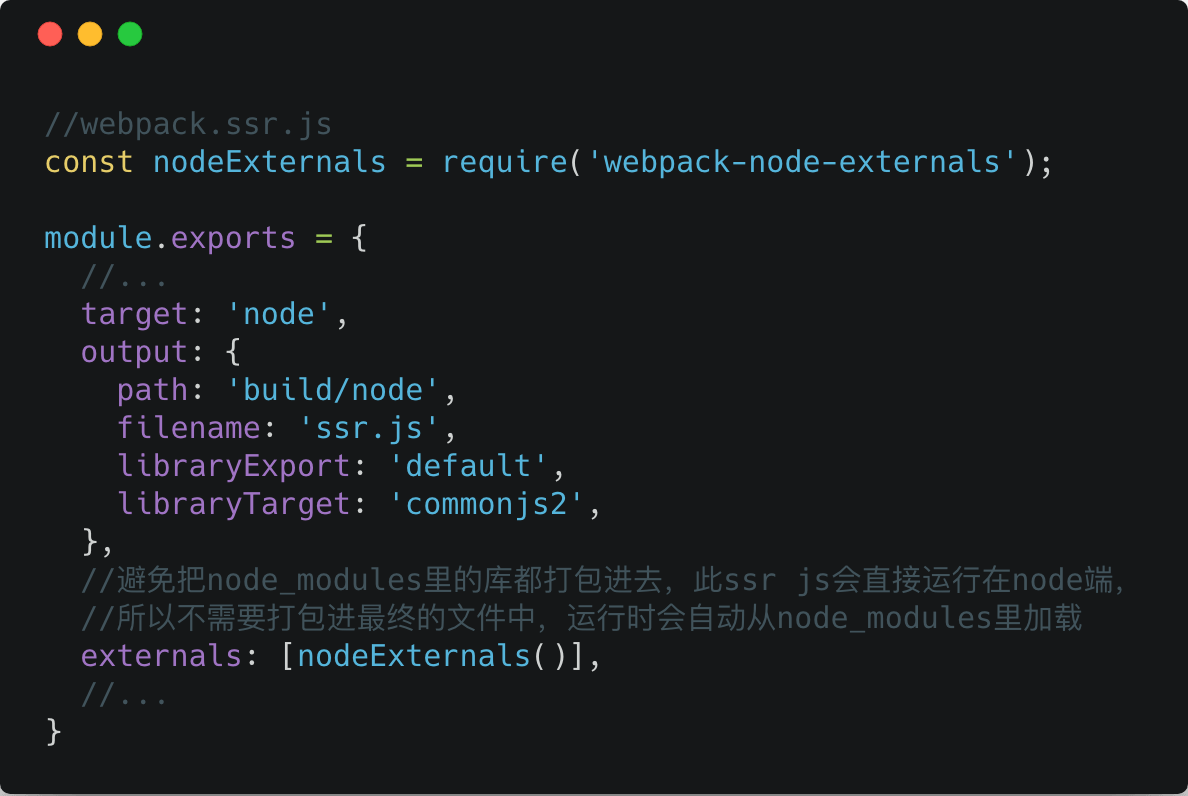 //webpack.ssr.js
const nodeExternals = require('webpack-node-externals');
module.exports = {
//...
target: 'node',
output: {
path: 'build/node',
filename: 'ssr.js',
libraryExport: 'default',
libraryTarget: 'commonjs2',
},
//避免把node_modules里的库都打包进去，此ssr js会直接运行在node端，
//所以不需要打包进最终的文件中，运行时会自动从node_modules里加载
externals: [nodeExternals()],
//...
}